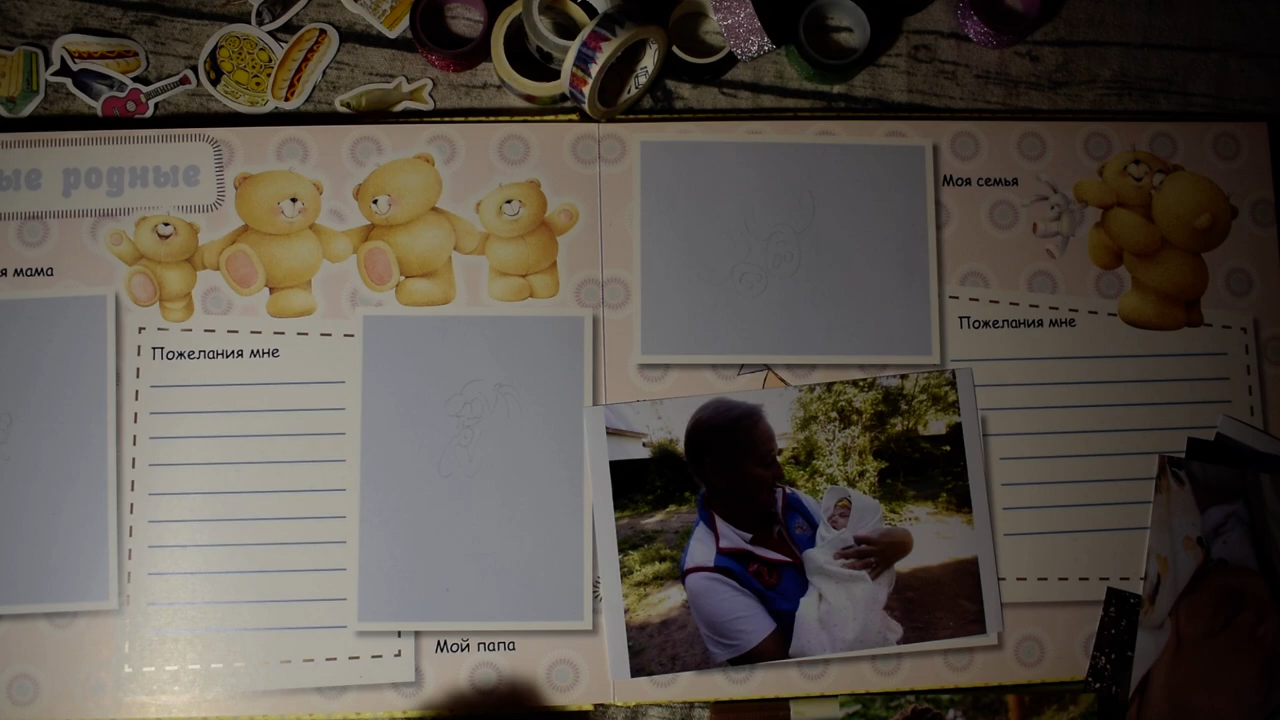 ые родные
я мама
Пожелания мне
Мой папа
Моя семья
Пожелания мне